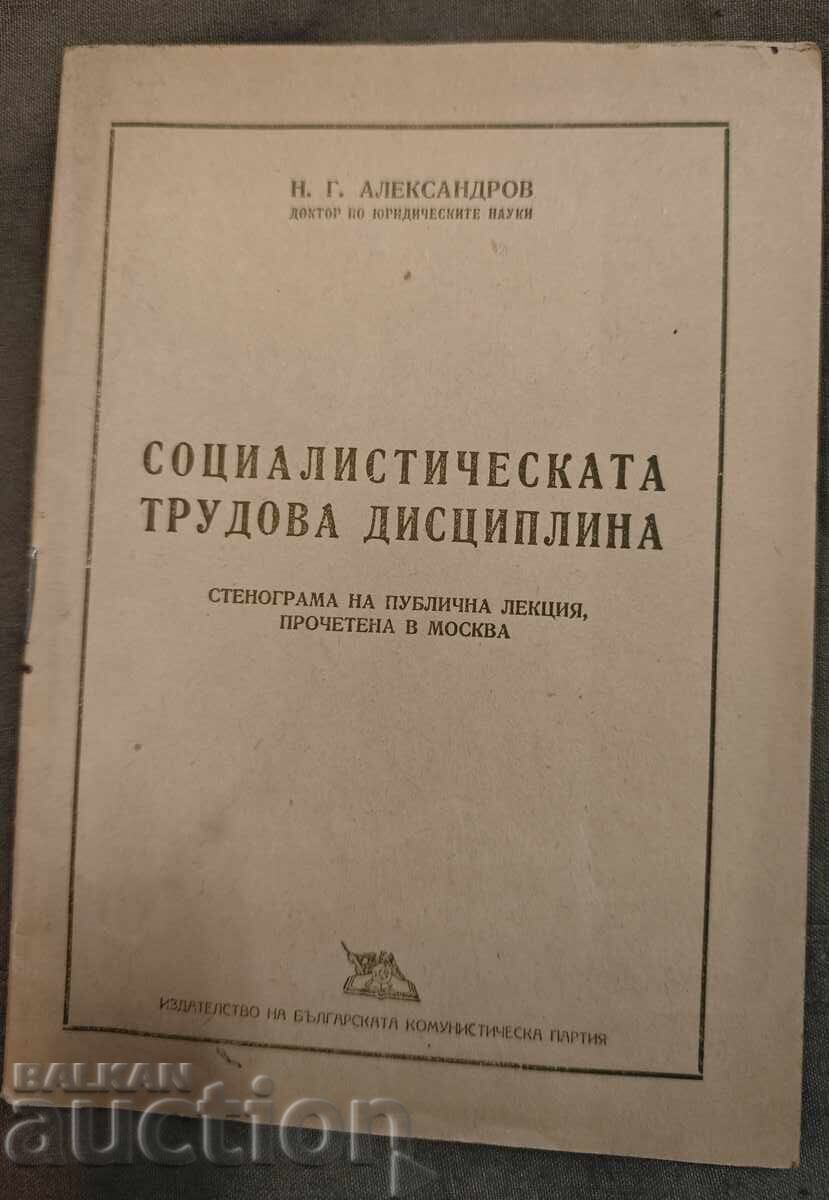 Н. Г. АЛЕКСАНДРОВ
ДОКТОР ПО ЮРИДИЧЕСКИТЕ НАУКИ
СОЦИАЛИСТИЧЕСКАТА
ТРУДОВА ДИСЦИПЛИНА
СТЕНОГРАМА НА ПУБЛИЧНА ЛЕКЦИЯ,
ПРОЧЕТЕНА В МОСКВА
ИЗДАТЕЛСТВО НА БЪЛГАРСКАТА КОМУНИСТИЧЕСКА ПАРТИЯ
BALKAN
auction